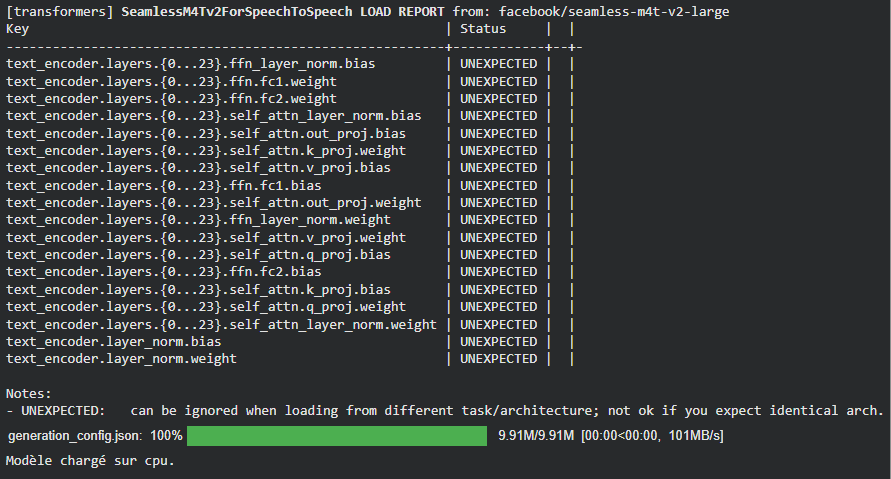 [transformers] SeamlessM4Tv2ForSpeechToSpeech LOAD REPORT from: facebook/seamless-m4t-v2-large
Key | Status | |
---------------------------------------------------------+------------+--+-
text_encoder.layers.{0...23}.ffn_layer_norm.bias | UNEXPECTED | |
text_encoder.layers.{0...23}.ffn.fc1.weight | UNEXPECTED | |
text_encoder.layers.{0...23}.ffn.fc2.weight | UNEXPECTED | |
text_encoder.layers.{0...23}.self_attn_layer_norm.bias | UNEXPECTED | |
text_encoder.layers.{0...23}.self_attn.out_proj.bias | UNEXPECTED | |
text_encoder.layers.{0...23}.self_attn.k_proj.weight | UNEXPECTED | |
text_encoder.layers.{0...23}.self_attn.v_proj.bias | UNEXPECTED | |
text_encoder.layers.{0...23}.ffn.fc1.bias | UNEXPECTED | |
text_encoder.layers.{0...23}.self_attn.out_proj.weight | UNEXPECTED | |
text_encoder.layers.{0...23}.ffn_layer_norm.weight | UNEXPECTED | |
text_encoder.layers.{0...23}.self_attn.v_proj.weight | UNEXPECTED | |
text_encoder.layers.{0...23}.self_attn.q_proj.bias | UNEXPECTED | |
text_encoder.layers.{0...23}.ffn.fc2.bias | UNEXPECTED | |
text_encoder.layers.{0...23}.self_attn.k_proj.bias | UNEXPECTED | |
text_encoder.layers.{0...23}.self_attn.q_proj.weight | UNEXPECTED | |
text_encoder.layers.{0...23}.self_attn_layer_norm.weight | UNEXPECTED | |
text_encoder.layer_norm.bias | UNEXPECTED | |
text_encoder.layer_norm.weight | UNEXPECTED | |
Notes:
- UNEXPECTED: can be ignored when loading from different task/architecture; not ok if you expect identical arch.
generation_config.json: 100% 9.91M/9.91M [00:00<00:00, 101MB/s]
Modèle chargé sur cpu.